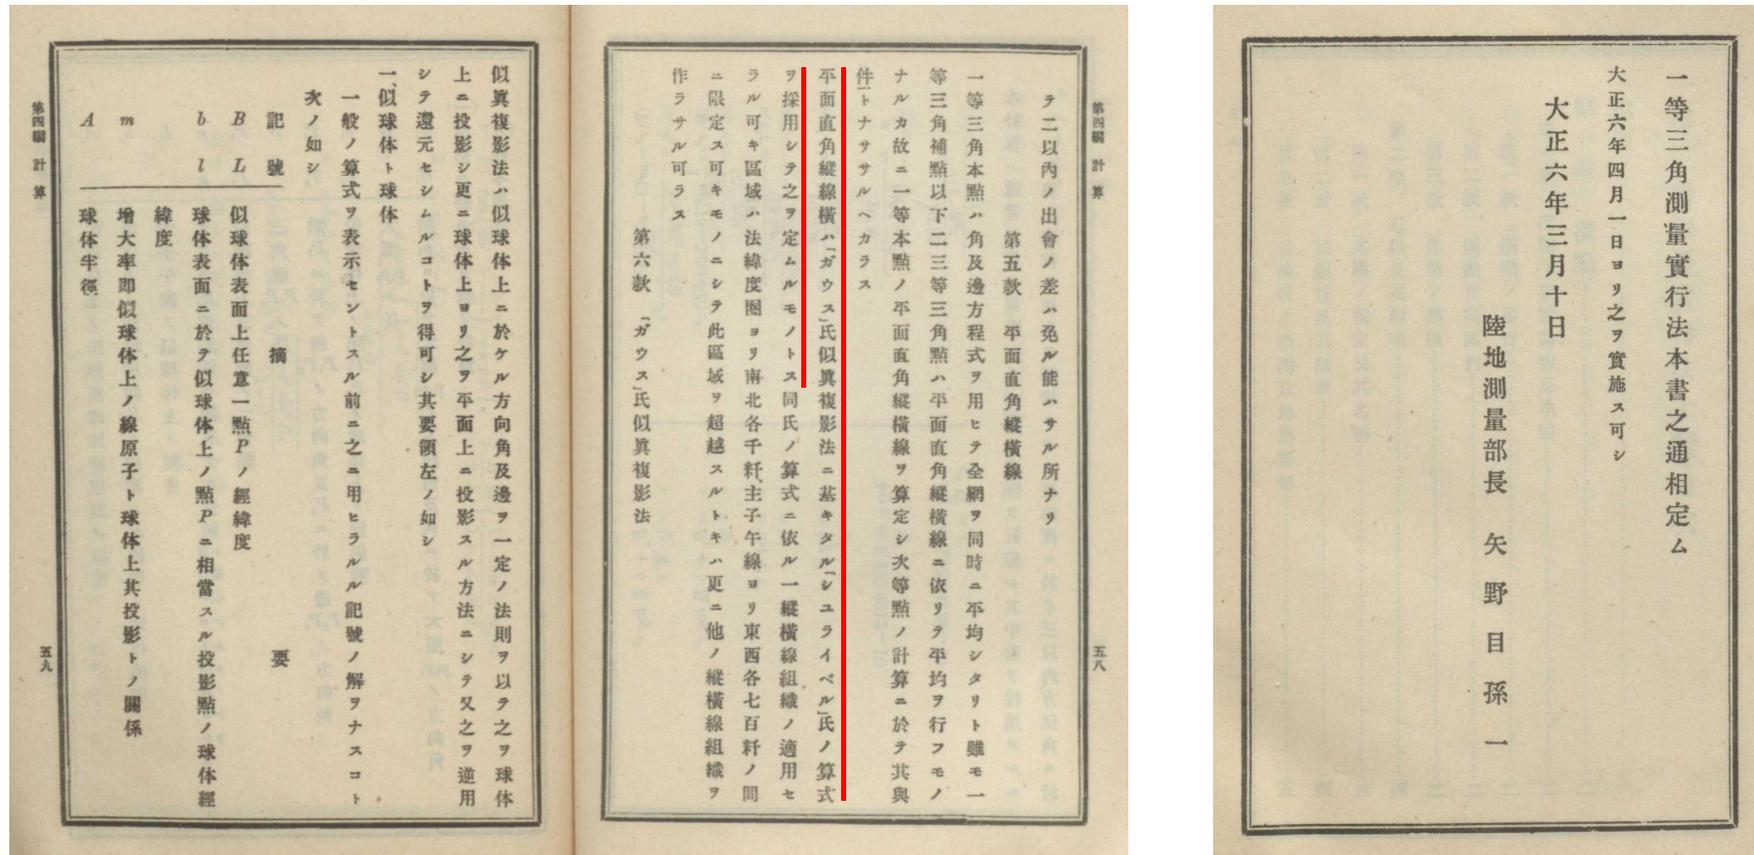 一等三角測量實行法本書之通相定ム
大正六年四月一日ヨリ之ヲ實施ス可シ
大正六年三月十日
陸地測量部長 矢野目孫一
第四編 計算 五八
テ二以內ノ出會ノ差ハ免ル能ハサル所ナリ
第五款 平面直角縱橫線
一等三角本點ハ角及邊方程式ヲ用ヒテ全網ヲ同時ニ平均シタリト雖モ一
等三角補點以下二三等三角點ハ平面直角縱橫線ニ依リテ平均ヲ行フモノ
ナルカ故ニ一等本點ノ平面直角縱橫線ヲ算定シ次等點ノ計算ニ於テ其與
件トナササルヘカラス
平面直角縱線橫ハ「ガウス」氏似眞複影法ニ基キタル「シユライベル」氏ノ算式
ヲ採用シテ之ヲ定ムルモノトス同氏ノ算式ニ依ル一縱橫線組織ノ適用セ
ラル可キ區域ハ法緯度圈ヨリ南北各千粁、主子午線ヨリ東西各七百粁ノ間
ニ限定ス可キモノニシテ此區域ヲ超越スルトキハ更ニ他ノ縱橫線組織ヲ
作ラサル可ラス
第六款 「ガウス」氏似眞複影法
似眞複影法ハ似球体上ニ於ケル方向角及邊ヲ一定ノ法則ヲ以テ之ヲ球体
上ニ投影シ更ニ球体上ヨリ之ヲ平面上ニ投影スル方法ニシテ又之ヲ逆用
シテ還元セシムルコトヲ得可シ其要領左ノ如シ
一、似球体ト球体
一般ノ算式ヲ表示セントスル前ニ之ニ用ヒラルル記號ノ解ヲナスコト
次ノ如シ
記號 摘要
B L 似球体表面上任意一點Pノ經緯度
b l 球体表面ニ於テ似球体上ノ點Pニ相當スル投影點ノ球体經
緯度
m 增大率即似球体上ノ線原子ト球体上其投影トノ關係
A 球体半徑
第四編 計算 五九